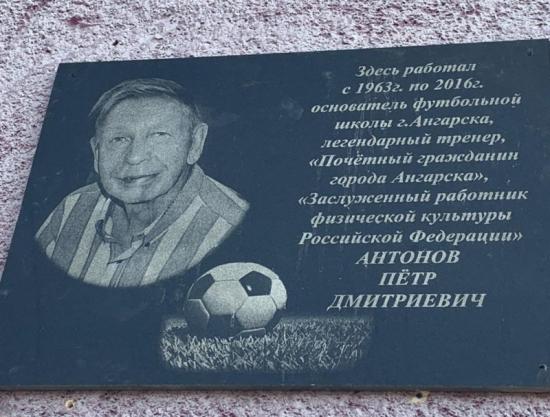 Здесь работал
с 1963г. по 2016г.
основатель футбольной
школы г.Ангарска,
легендарный тренер,
«Почётный гражданин
города Ангарска»,
«Заслуженный работник
физической культуры
Российской Федерации»
АНТОНОВ
ПЁТР
ДМИТРИЕВИЧ